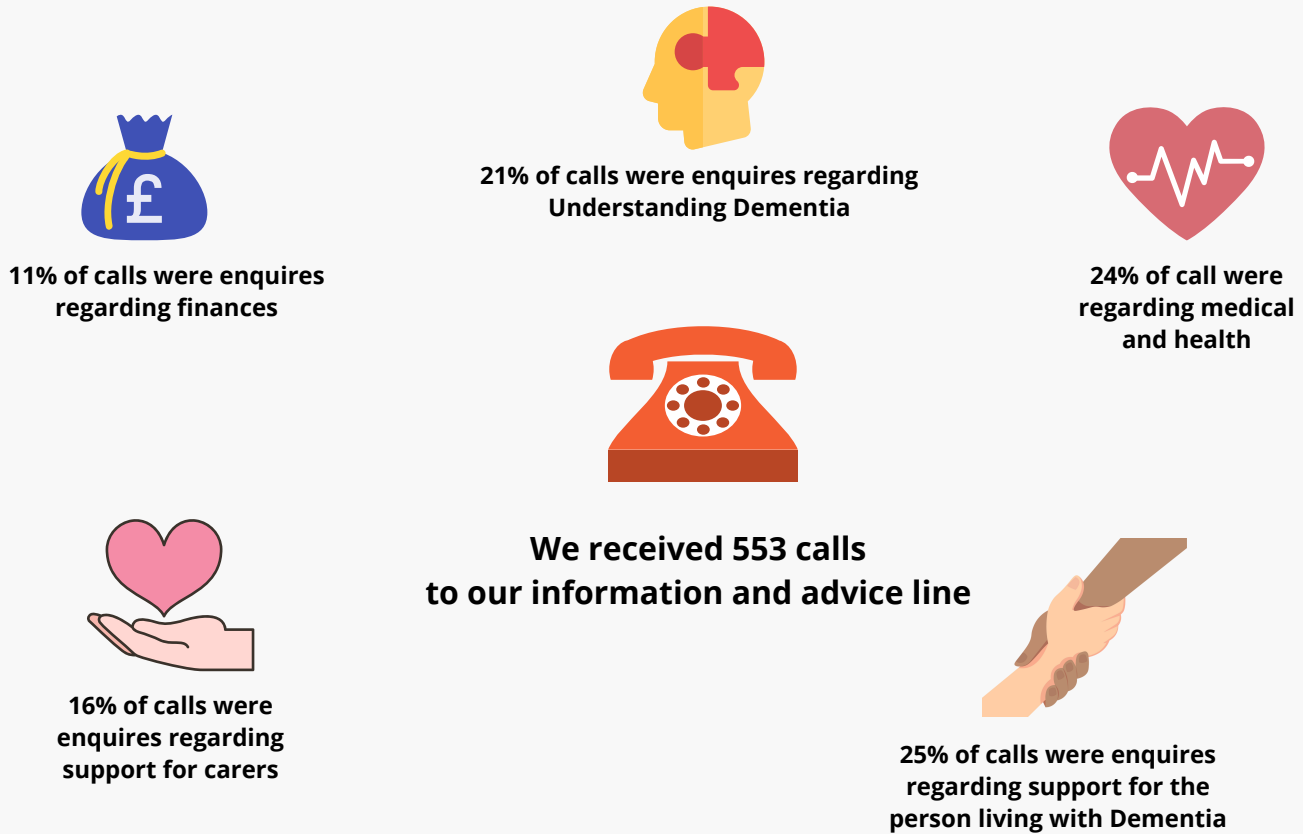 21% of calls were enquires regarding
Understanding Dementia
£
11% of calls were enquires
regarding finances
24% of call were
regarding medical
and health
We received 553 calls
to our information and advice line
16% of calls were
enquires regarding
support for carers
25% of calls were enquires
regarding support for the
person living with Dementia